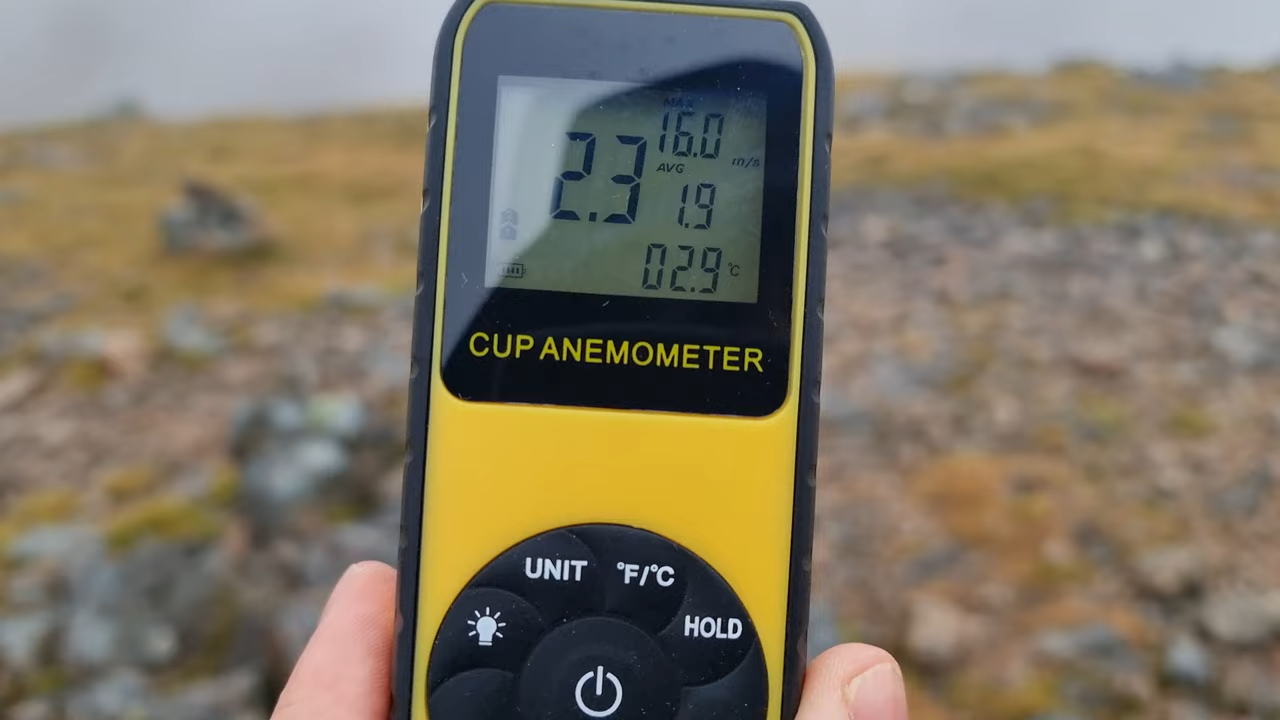 MAX
16.0
2.3
m/s
AVG
1.9
02.9 °C
CUP ANEMOMETER
UNIT °F/°C
HOLD